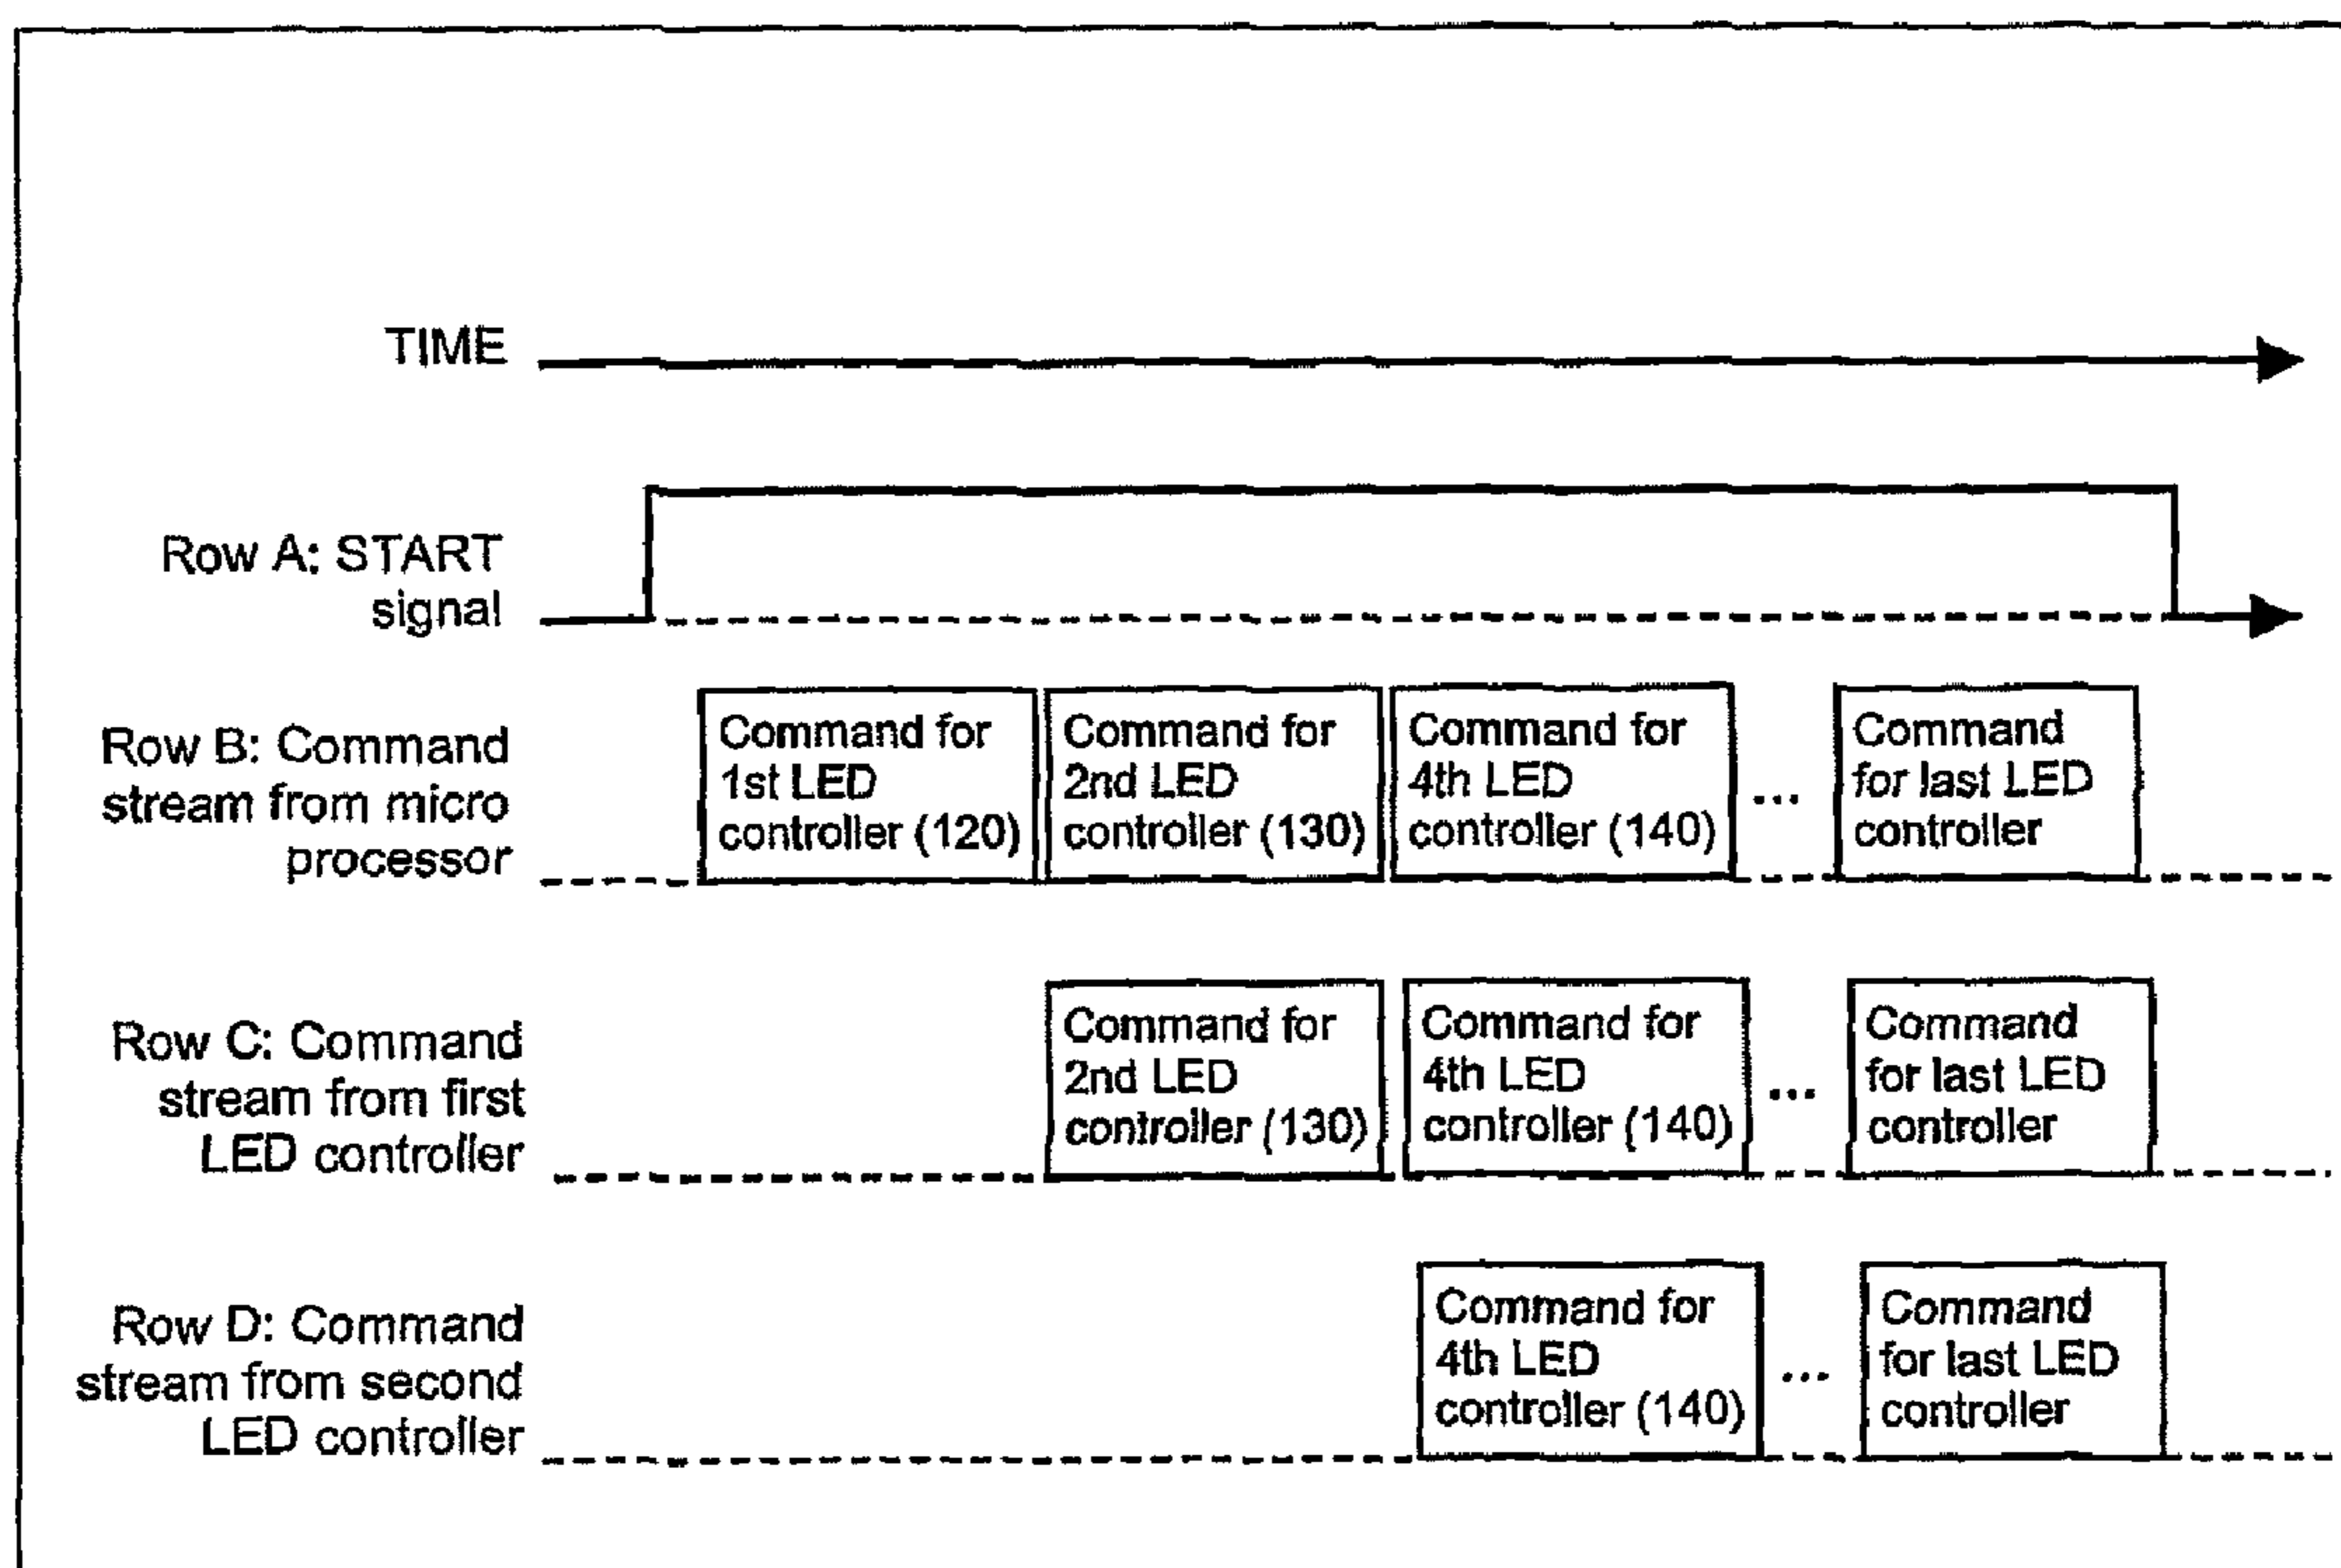 TIME
Row A: START
signal
Row B: Command
stream from micro
processor
Command for
1st LED
controller (120)
Command for
2nd LED
controller (130)
Command for
4th LED
controller (140)
...
Command
for last LED
controller
Row C: Command
stream from first
LED controller
Command for
2nd LED
controller (130)
Command for
4th LED
controller (140)
...
Command
for last LED
controller
Row D: Command
stream from second
LED controller
Command for
4th LED
controller (140)
...
Command
for last LED
controller